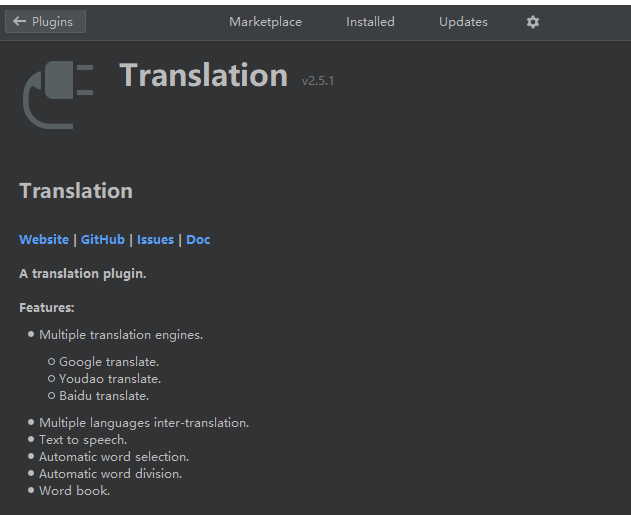 Plugins
Marketplace
Installed
Updates
Translation v2.5.1
Translation
Website | GitHub | Issues | Doc
A translation plugin.
Features:
Multiple translation engines.
Google translate.
Youdao translate.
Baidu translate.
Multiple languages inter-translation.
Text to speech.
Automatic word selection.
Automatic word division.
Word book.